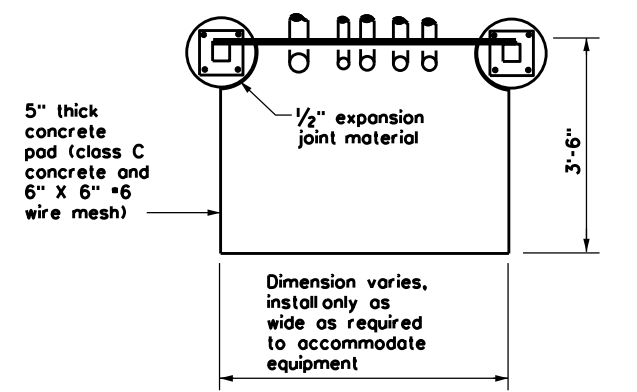 5" thick
concrete
pad (class C
concrete and
6" X 6" #6
wire mesh)
1/2" expansion
joint material
3'-6"
Dimension varies,
install only as
wide as required
to accommodate
equipment